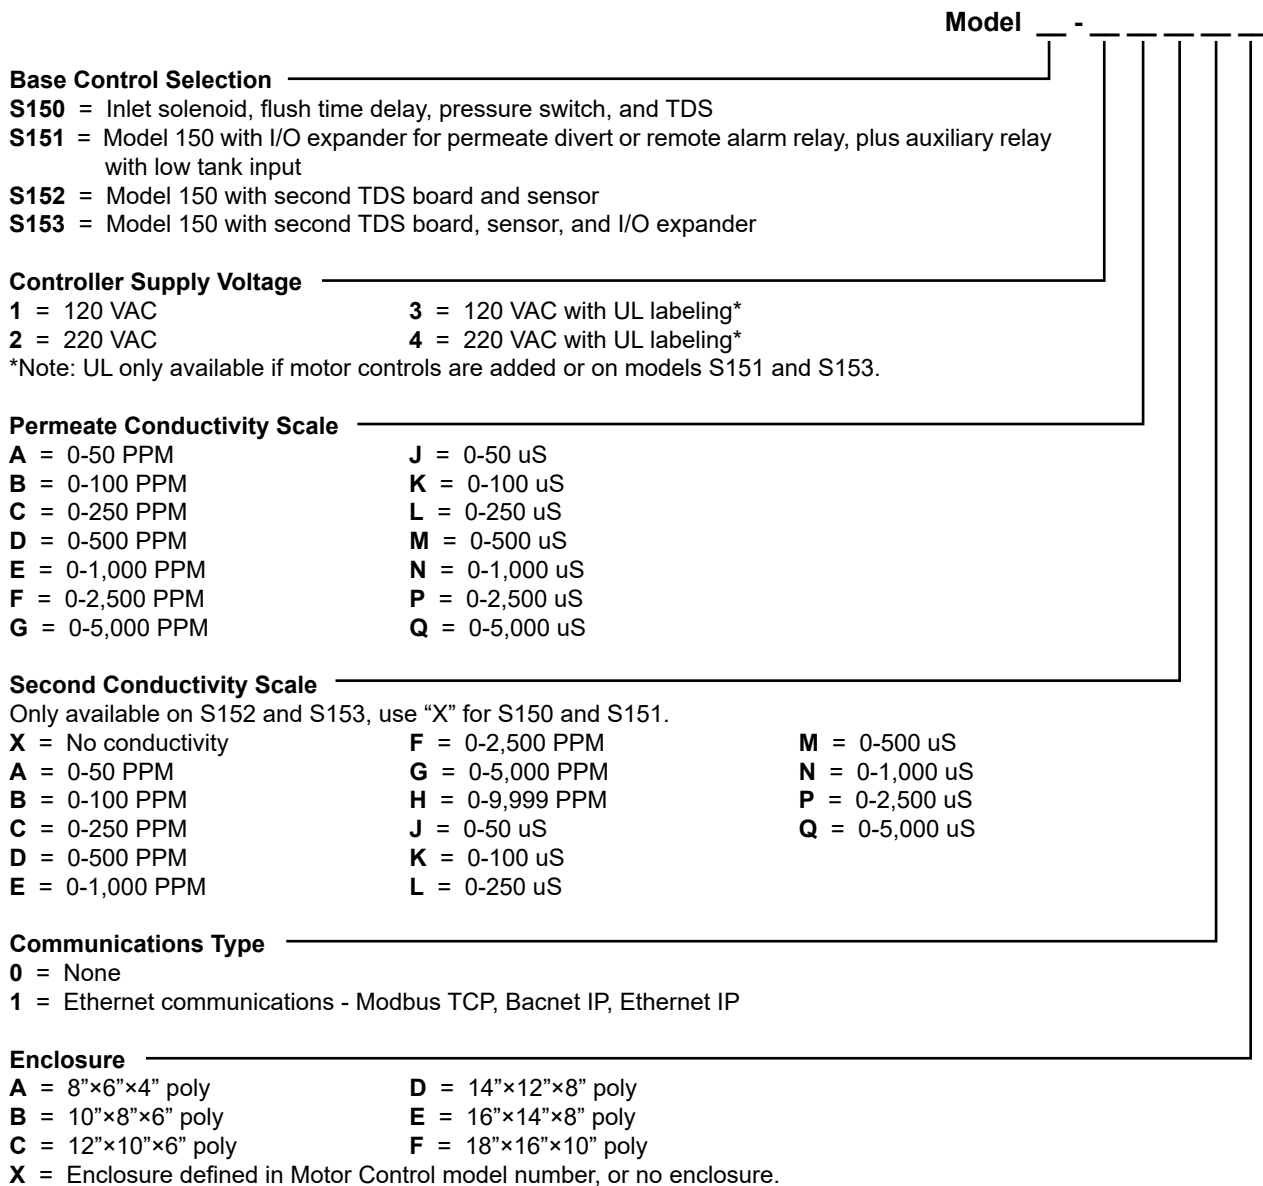 Model __ - __ __ __ __ __
Base Control Selection
S150 = Inlet solenoid, flush time delay, pressure switch, and TDS
S151 = Model 150 with I/O expander for permeate divert or remote alarm relay, plus auxiliary relay
with low tank input
S152 = Model 150 with second TDS board and sensor
S153 = Model 150 with second TDS board, sensor, and I/O expander
Controller Supply Voltage
1 = 120 VAC 3 = 120 VAC with UL labeling*
2 = 220 VAC 4 = 220 VAC with UL labeling*
*Note: UL only available if motor controls are added or on models S151 and S153.
Permeate Conductivity Scale
A = 0-50 PPM J = 0-50 uS
B = 0-100 PPM K = 0-100 uS
C = 0-250 PPM L = 0-250 uS
D = 0-500 PPM M = 0-500 uS
E = 0-1,000 PPM N = 0-1,000 uS
F = 0-2,500 PPM P = 0-2,500 uS
G = 0-5,000 PPM Q = 0-5,000 uS
Second Conductivity Scale
Only available on S152 and S153, use “X” for S150 and S151.
X = No conductivity F = 0-2,500 PPM M = 0-500 uS
A = 0-50 PPM G = 0-5,000 PPM N = 0-1,000 uS
B = 0-100 PPM H = 0-9,999 PPM P = 0-2,500 uS
C = 0-250 PPM J = 0-50 uS Q = 0-5,000 uS
D = 0-500 PPM K = 0-100 uS
E = 0-1,000 PPM L = 0-250 uS
Communications Type
0 = None
1 = Ethernet communications - Modbus TCP, Bacnet IP, Ethernet IP
Enclosure
A = 8”×6”×4” poly D = 14”×12”×8” poly
B = 10”×8”×6” poly E = 16”×14”×8” poly
C = 12”×10”×6” poly F = 18”×16”×10” poly
X = Enclosure defined in Motor Control model number, or no enclosure.